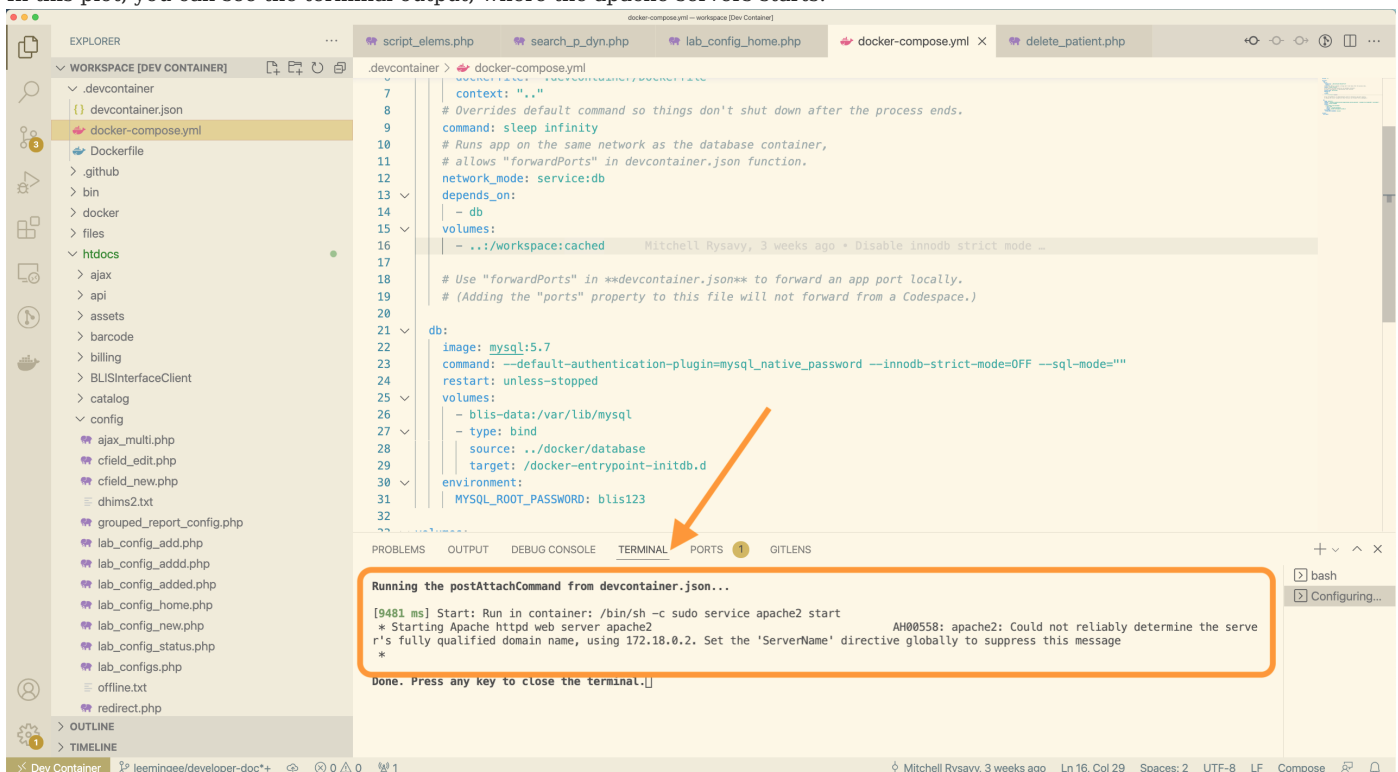 In this plot, you can see the terminal output, where the apache servers starts.
docker-compose.yml — workspace [Dev Container]
EXPLORER
script_elems.php
search_p_dyn.php
lab_config_home.php
docker-compose.yml
delete_patient.php
WORKSPACE [DEV CONTAINER]
.devcontainer > docker-compose.yml
.devcontainer
{} devcontainer.json
docker-compose.yml
Dockerfile
.github
bin
docker
files
htdocs
ajax
api
assets
barcode
billing
BLISInterfaceClient
catalog
config
ajax_multi.php
cfield_edit.php
cfield_new.php
dhims2.txt
grouped_report_config.php
lab_config_add.php
lab_config_addd.php
lab_config_added.php
lab_config_home.php
lab_config_new.php
lab_config_status.php
lab_configs.php
offline.txt
redirect.php
OUTLINE
TIMELINE
3
1
6 dockerfile: ".devcontainer/Dockerfile"
7 context: ".."
8 # Overrides default command so things don't shut down after the process ends.
9 command: sleep infinity
10 # Runs app on the same network as the database container,
11 # allows "forwardPorts" in devcontainer.json function.
12 network_mode: service:db
13 depends_on:
14 - db
15 volumes:
16 - ..:/workspace:cached Mitchell Rysavy, 3 weeks ago • Disable innodb strict mode …
17
18 # Use "forwardPorts" in **devcontainer.json** to forward an app port locally.
19 # (Adding the "ports" property to this file will not forward from a Codespace.)
20
21 db:
22 image: mysql:5.7
23 command: --default-authentication-plugin=mysql_native_password --innodb-strict-mode=OFF --sql-mode=""
24 restart: unless-stopped
25 volumes:
26 - blis-data:/var/lib/mysql
27 - type: bind
28 source: ../docker/database
29 target: /docker-entrypoint-initdb.d
30 environment:
31 MYSQL_ROOT_PASSWORD: blis123
32
33 volumes:
PROBLEMS OUTPUT DEBUG CONSOLE TERMINAL PORTS 1 GITLENS
bash
Configuring...
Running the postAttachCommand from devcontainer.json...
[9481 ms] Start: Run in container: /bin/sh -c sudo service apache2 start
* Starting Apache httpd web server apache2 AH00558: apache2: Could not reliably determine the serve
r's fully qualified domain name, using 172.18.0.2. Set the 'ServerName' directive globally to suppress this message
*
Done. Press any key to close the terminal.
Dev Container leemingee/developer-doc*+ 0 0 1 Mitchell Rysavy, 3 weeks ago Ln 16, Col 29 Spaces: 2 UTF-8 LF Compose